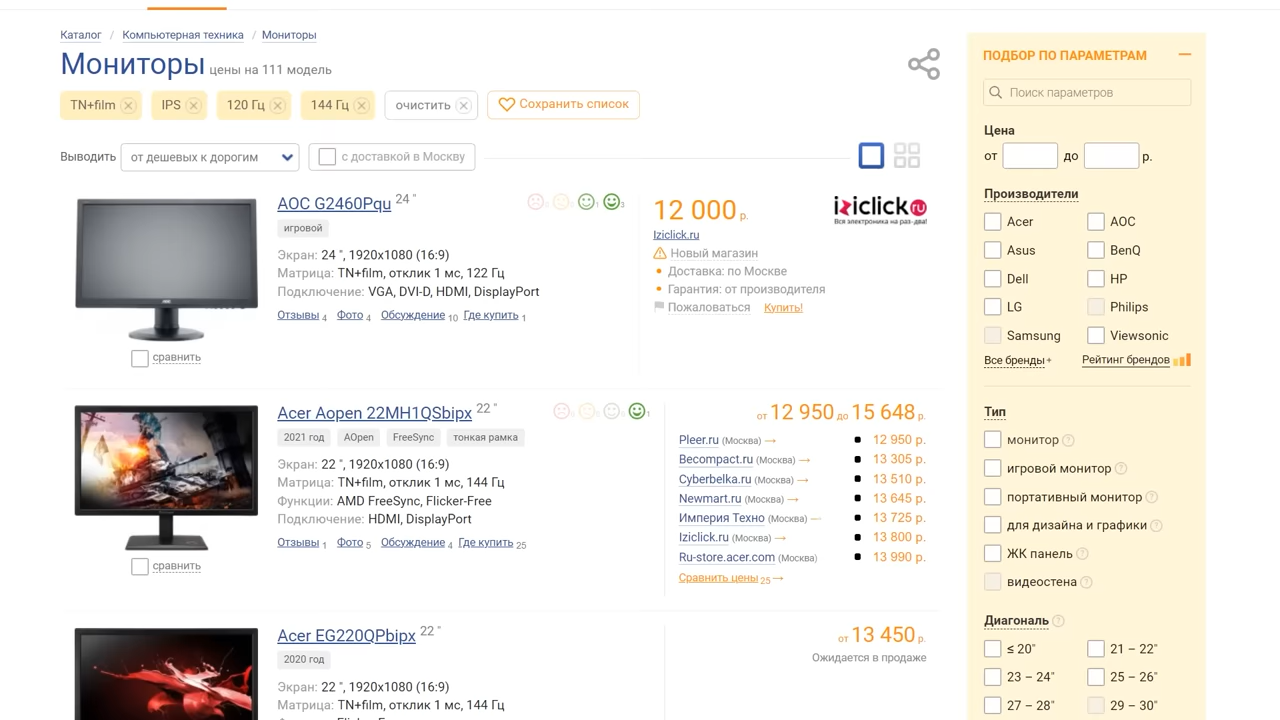 Каталог / Компьютерная техника / Мониторы
Мониторы цены на 111 модель
TN+film IPS 120 Гц 144 Гц очистить Сохранить список
Выводить от дешевых к дорогим с доставкой в Москву
AOC G2460Pqu 24 "
игровой
Экран: 24 ", 1920x1080 (16:9)
Матрица: TN+film, отклик 1 мс, 122 Гц
Подключение: VGA, DVI-D, HDMI, DisplayPort
Отзывы 4 Фото 4 Обсуждение 10 Где купить 1
сравнить
1 3
12 000 р.
Iziclick.ru
Новый магазин
Доставка: по Москве
Гарантия: от производителя
Пожаловаться Купить!
iziclick ru
Вся электроника на раз-два!
Acer Aopen 22MH1QSbipx 22 "
2021 год AOpen FreeSync тонкая рамка
Экран: 22 ", 1920x1080 (16:9)
Матрица: TN+film, отклик 1 мс, 144 Гц
Функции: AMD FreeSync, Flicker-Free
Подключение: HDMI, DisplayPort
Отзывы 1 Фото 5 Обсуждение 4 Где купить 25
сравнить
1
от 12 950 до 15 648 р.
Pleer.ru (Москва) → 12 950 р.
Becompact.ru (Москва) → 13 305 р.
Cyberbelka.ru (Москва) → 13 510 р.
Newmart.ru (Москва) → 13 645 р.
Империя Техно (Москва) 13 725 р.
Iziclick.ru (Москва) → 13 800 р.
Ru-store.acer.com (Москва) 13 990 р.
Сравнить цены 25 →
Acer EG220QPbipx 22 "
2020 год
Экран: 22 ", 1920x1080 (16:9)
Матрица: TN+film, отклик 1 мс, 144 Гц
от 13 450 р.
Ожидается в продаже
ПОДБОР ПО ПАРАМЕТРАМ
Поиск параметров
Цена
от до р.
Производители
Acer AOC
Asus BenQ
Dell HP
LG Philips
Samsung Viewsonic
Все бренды+ Рейтинг брендов
Тип
монитор ?
игровой монитор ?
портативный монитор ?
для дизайна и графики ?
ЖК панель ?
видеостена ?
Диагональ ?
≤ 20" 21 – 22"
23 – 24" 25 – 26"
27 – 28" 29 – 30"